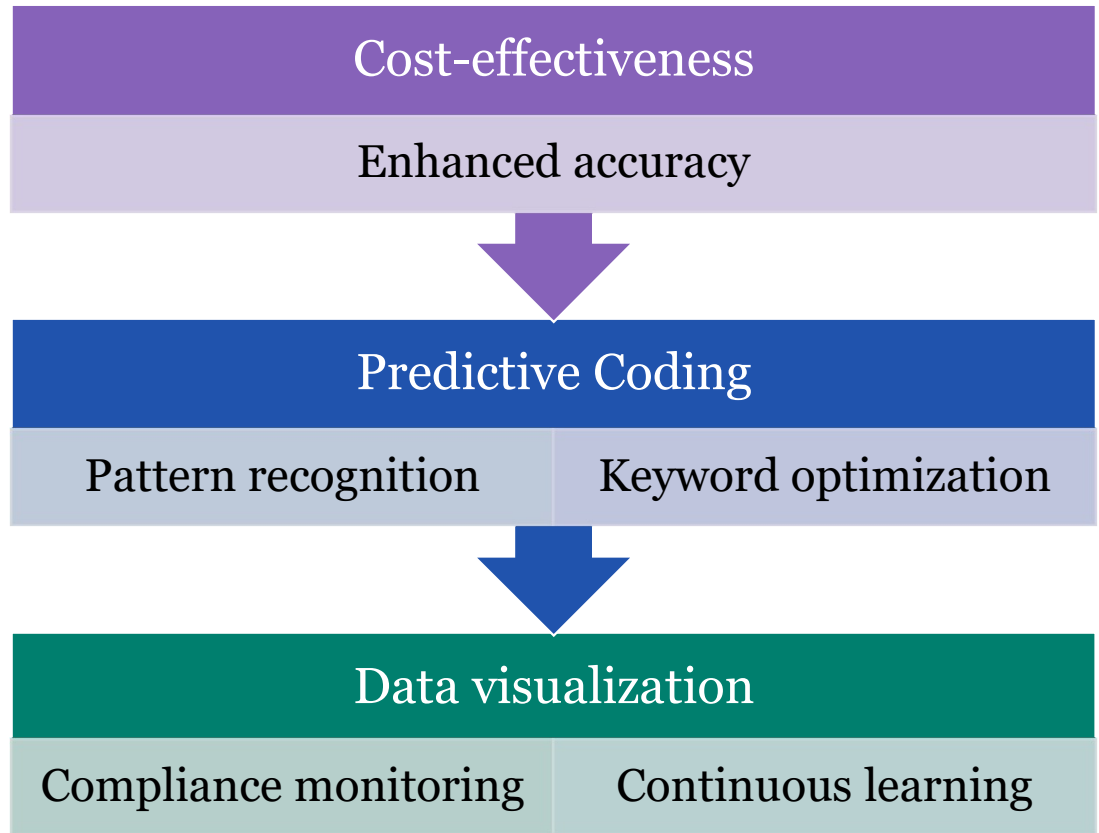 Cost-effectiveness
Enhanced accuracy
Predictive Coding
Pattern recognition
Keyword optimization
Data visualization
Compliance monitoring
Continuous learning